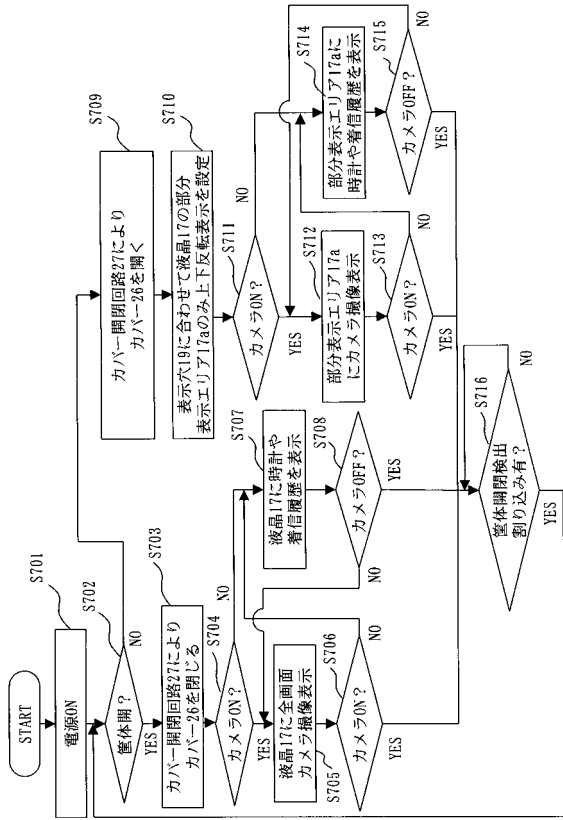 START
S701
電源ON
S702
筐体開？
NO
YES
S703
カバー開閉回路27により
カバー26を閉じる
S704
カメラON？
NO
YES
S705
液晶17に全画面
カメラ撮像表示
S706
カメラON？
NO
YES
S707
液晶17に時計や
着信履歴を表示
S708
カメラOFF？
NO
YES
S709
カバー開閉回路27により
カバー26を開く
S710
表示穴19に合わせて液晶17の部分
表示エリア17aのみ上下反転表示を設定
S711
カメラON？
NO
YES
S712
部分表示エリア17a
にカメラ撮像表示
S713
カメラON？
NO
YES
S714
部分表示エリア17aに
時計や着信履歴を表示
S715
カメラOFF？
NO
YES
S716
筐体開閉検出
割り込み有？
NO
YES